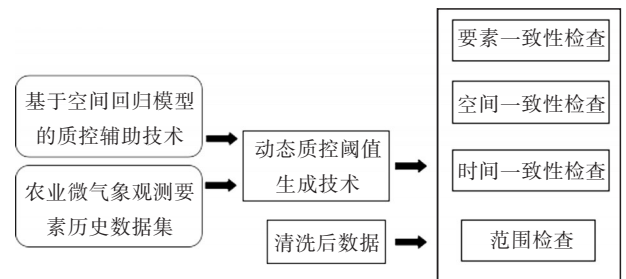 基于空间回归模型
的质控辅助技术
农业微气象观测要
素历史数据集
动态质控阈值
生成技术
清洗后数据
要素一致性检查
空间一致性检查
时间一致性检查
范围检查